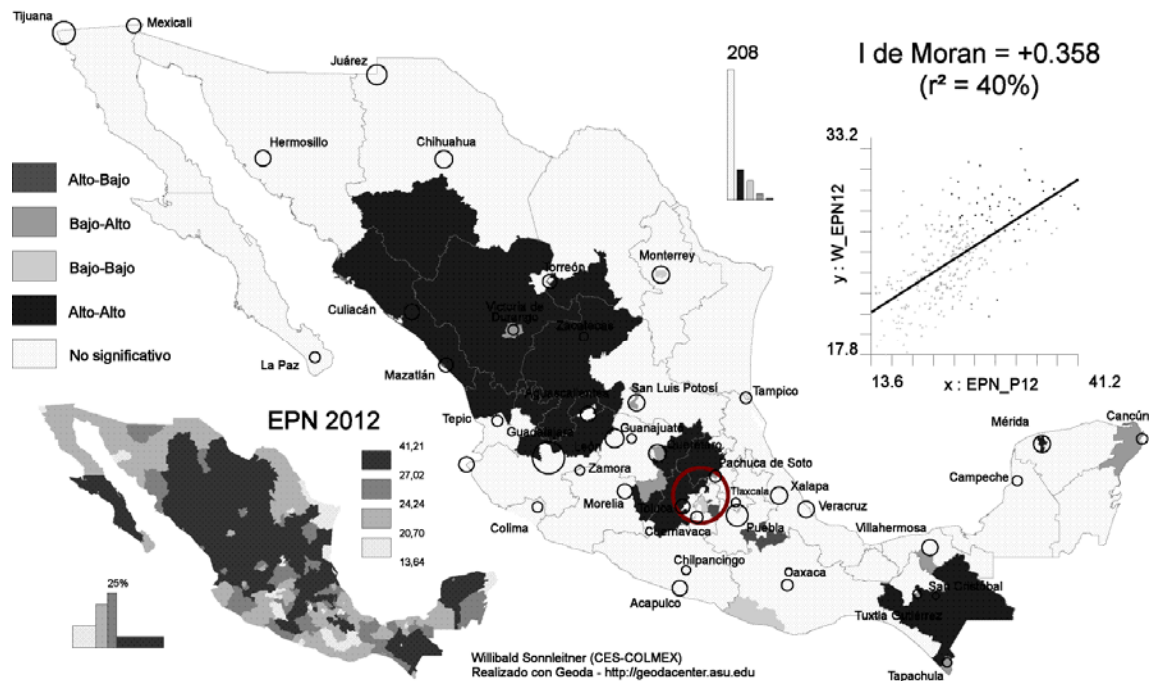 Tijuana
Mexicali
Juárez
Hermosillo
Chihuahua
208
I de Moran = +0.358
(r² = 40%)
33.2
y : W_EPN12
17.8
13.6
x : EPN_P12
41.2
Alto-Bajo
Bajo-Alto
Bajo-Bajo
Alto-Alto
No significativo
Monterrey
Torreón
Culiacán
Victoria de
Durango
Zacatecas
La Paz
Mazatlán
Tampico
San Luis Potosí
Aguascalientes
Tepic
Guanajuato
Guadalajara
León
Querétaro
Zamora
Pachuca de Soto
Morelia
Toluca
Tlaxcala
Xalapa
Veracruz
Colima
Cuernavaca
Puebla
Chilpancingo
Acapulco
Oaxaca
Mérida
Cancún
Campeche
Villahermosa
San Cristóbal
Tuxtla Gutiérrez
Tapachula
EPN 2012
41,21
27,02
24,24
20,70
13,64
25%
Willibald Sonnleitner (CES-COLMEX)
Realizado con Geoda - http://geodacenter.asu.edu